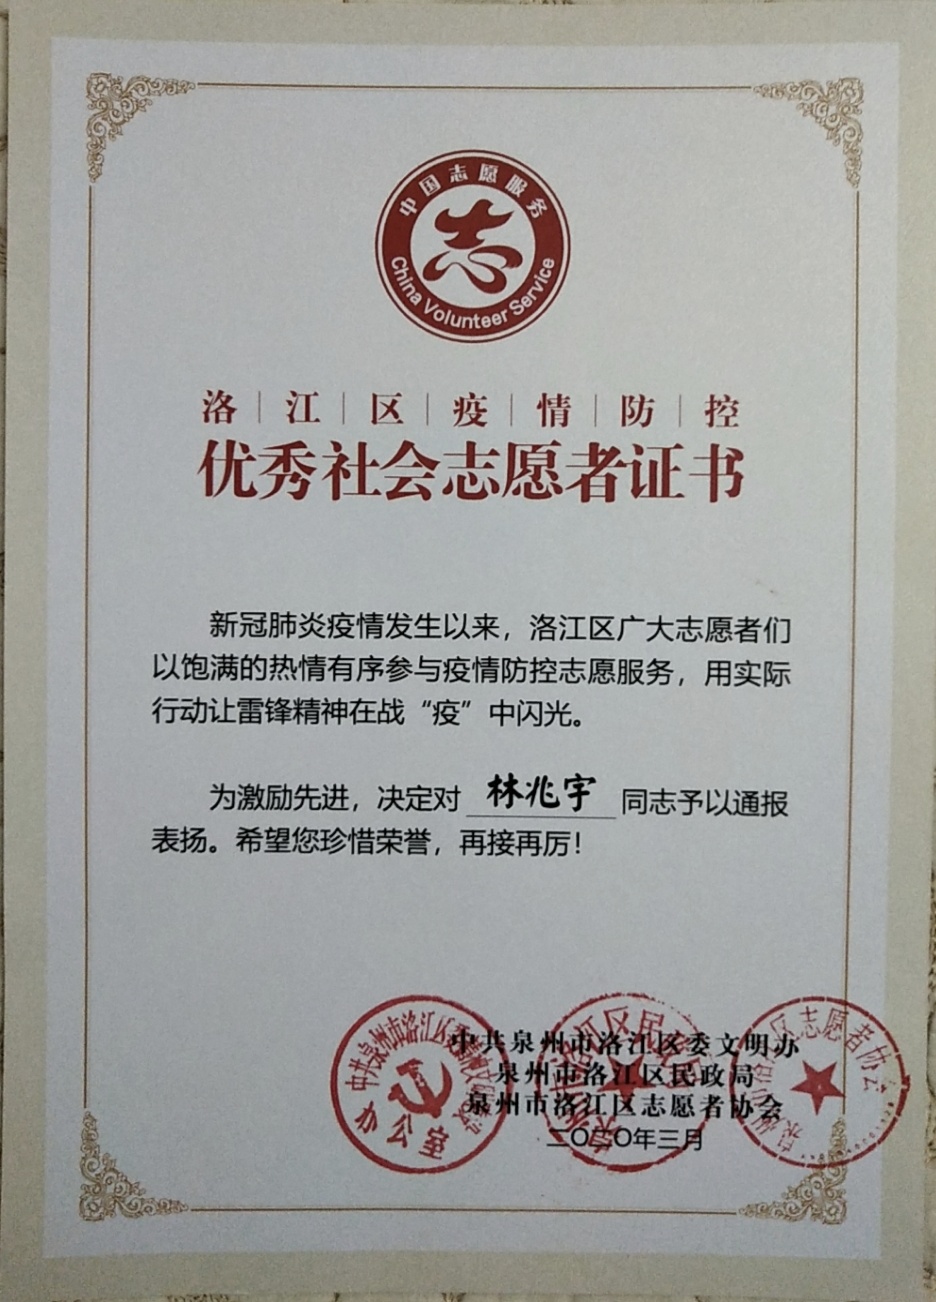 中国志愿服务
志
China Volunteer Service
洛江区疫情防控
优秀社会志愿者证书
新冠肺炎疫情发生以来，洛江区广大志愿者们
以饱满的热情有序参与疫情防控志愿服务，用实际
行动让雷锋精神在战“疫”中闪光。
为激励先进，决定对 林兆宇 同志予以通报
表扬。希望您珍惜荣誉，再接再厉！
中共泉州市洛江区委文明办
泉州市洛江区民政局
泉州市洛江区志愿者协会
二〇二〇年三月
办公室